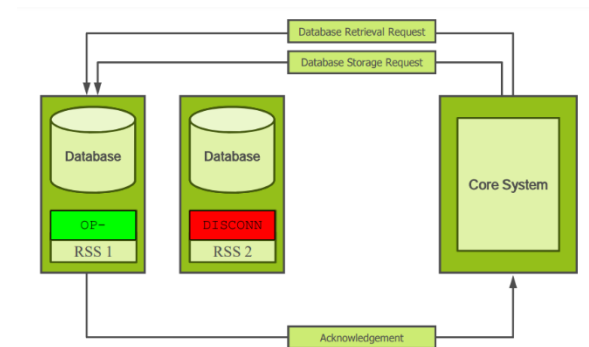 Database Retrieval Request
Database Storage Request
Database
Database
Core System
OP-
DISCONN
RSS 1
RSS 2
Acknowledgement